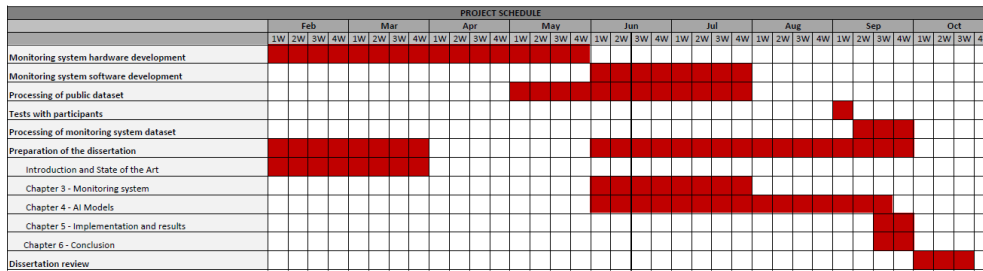 PROJECT SCHEDULE
Feb Mar Apr May Jun Jul Aug Sep Oct
1W 2W 3W 4W 1W 2W 3W 4W 1W 2W 3W 4W 1W 2W 3W 4W 1W 2W 3W 4W 1W 2W 3W 4W 1W 2W 3W 4W 1W 2W 3W 4W 1W 2W 3W 4
Monitoring system hardware development
Monitoring system software development
Processing of public dataset
Tests with participants
Processing of monitoring system dataset
Preparation of the dissertation
Introduction and State of the Art
Chapter 3 - Monitoring system
Chapter 4 - AI Models
Chapter 5 - Implementation and results
Chapter 6 - Conclusion
Dissertation review